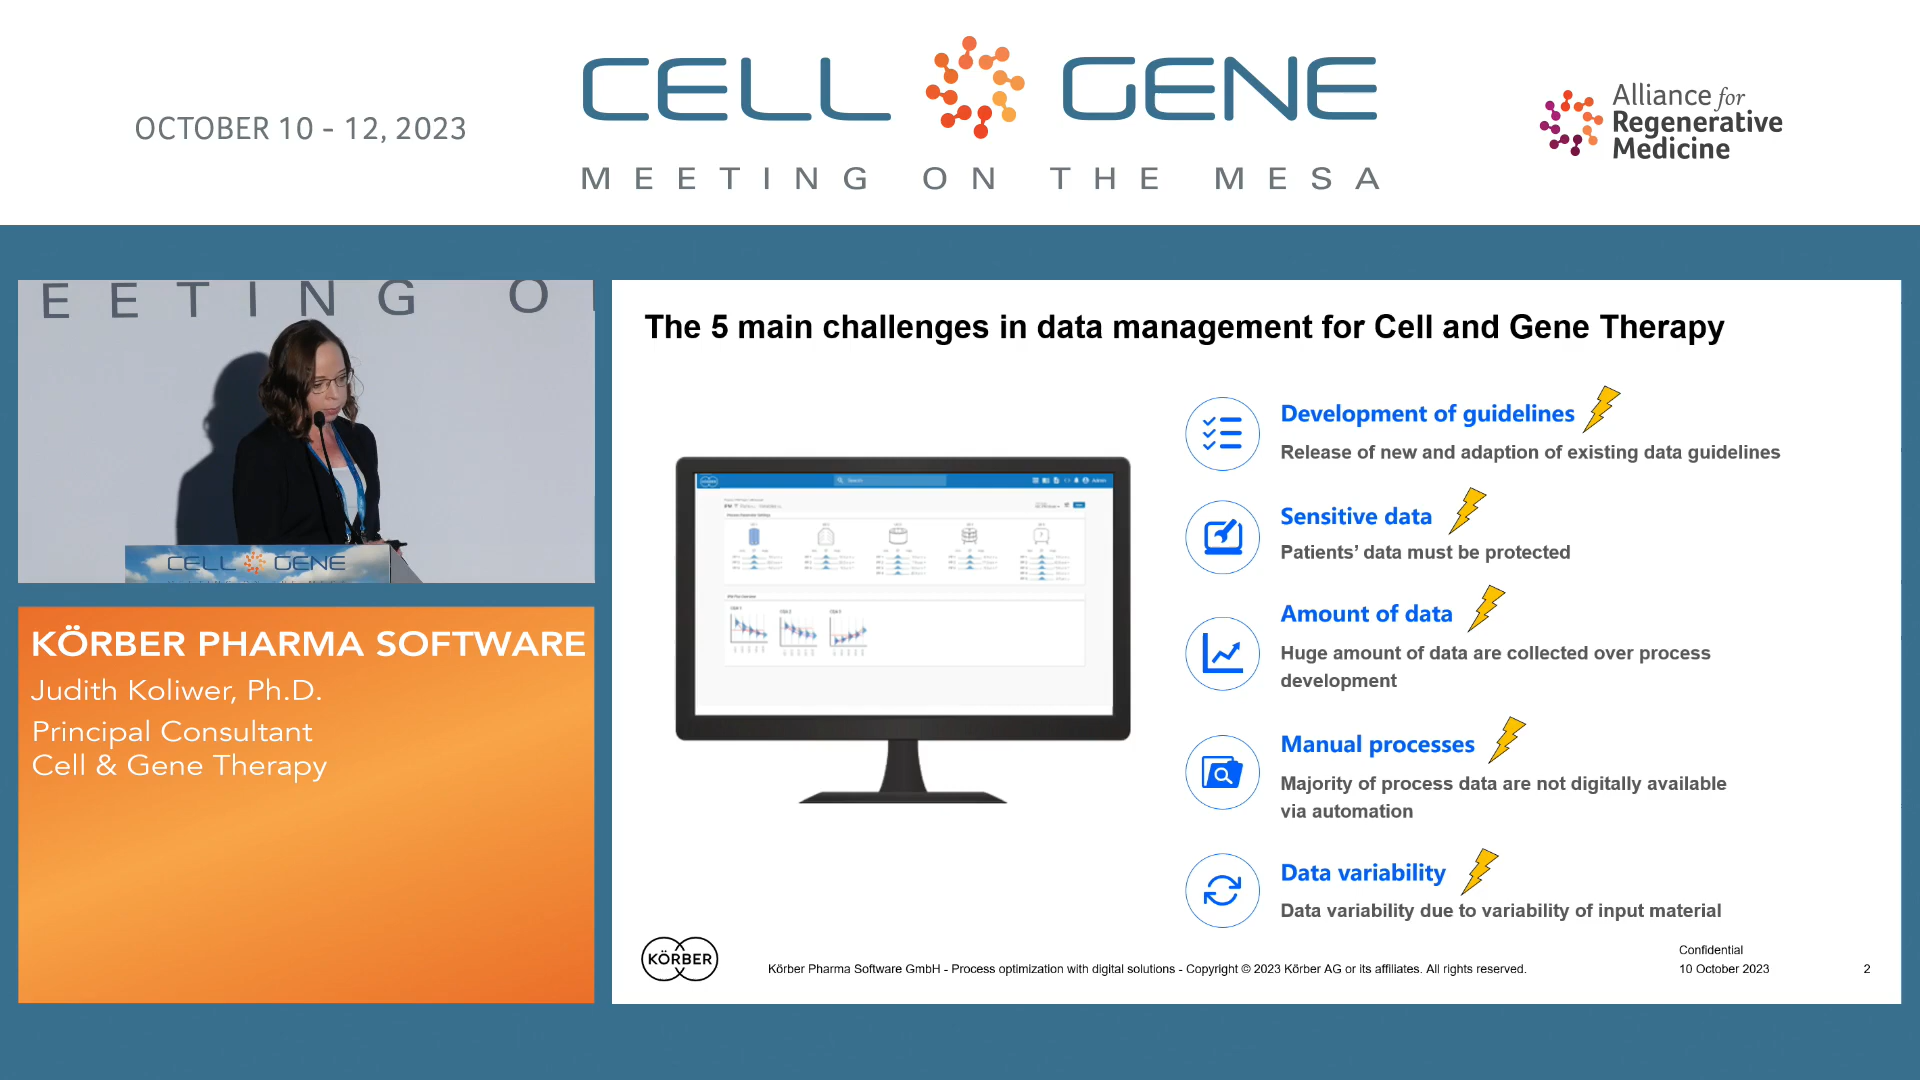 OCTOBER 10 - 12, 2023
CELL GENE
MEETING ON THE MESA
Alliance for
Regenerative
Medicine
EETING O
CELL GENE
KÖRBER PHARMA SOFTWARE
Judith Koliwer, Ph.D.
Principal Consultant
Cell & Gene Therapy
The 5 main challenges in data management for Cell and Gene Therapy
KÖRBER
Search
Admin
Development of guidelines
Release of new and adaption of existing data guidelines
Sensitive data
Patients’ data must be protected
Amount of data
Huge amount of data are collected over process
development
Manual processes
Majority of process data are not digitally available
via automation
Data variability
Data variability due to variability of input material
KÖRBER
Körber Pharma Software GmbH - Process optimization with digital solutions - Copyright © 2023 Körber AG or its affiliates. All rights reserved.
Confidential
10 October 2023
2